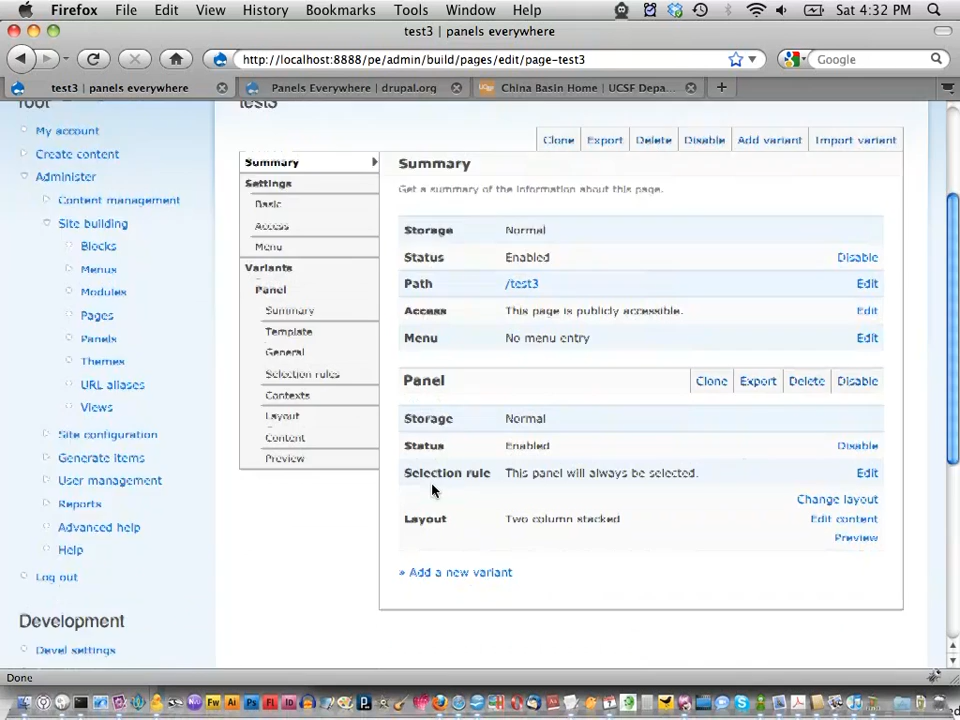 Firefox File Edit View History Bookmarks Tools Window Help Sat 4:32 PM
test3 | panels everywhere
http://localhost:8888/pe/admin/build/pages/edit/page-test3 Google
test3 | panels everywhere Panels Everywhere | drupal.org China Basin Home | UCSF Depa...
root
test3
My account
Create content
Administer
Content management
Site building
Blocks
Menus
Modules
Pages
Panels
Themes
URL aliases
Views
Site configuration
Generate items
User management
Reports
Advanced help
Help
Log out
Development
Devel settings
Clone Export Delete Disable Add variant Import variant
Summary
Settings
Basic
Access
Menu
Variants
Panel
Summary
Template
General
Selection rules
Contexts
Layout
Content
Preview
Summary
Get a summary of the information about this page.
Storage Normal
Status Enabled Disable
Path /test3 Edit
Access This page is publicly accessible. Edit
Menu No menu entry Edit
Panel Clone Export Delete Disable
Storage Normal
Status Enabled Disable
Selection rule This panel will always be selected. Edit
Change layout
Layout Two column stacked Edit content
Preview
» Add a new variant
Done